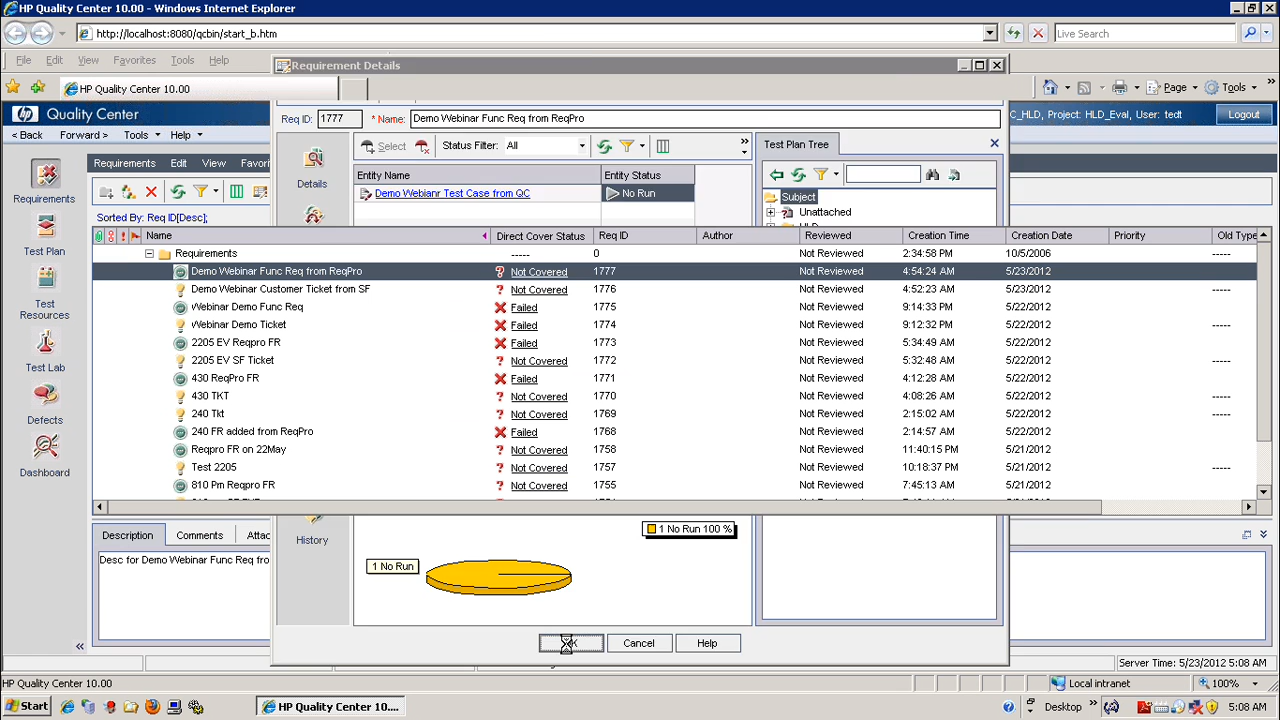 HP Quality Center 10.00 - Windows Internet Explorer
http://localhost:8080/qcbin/start_b.htm
Live Search
File Edit View Favorites Tools Help
Requirement Details
HP Quality Center 10.00
Page Tools
hp Quality Center
C_HLD, Project: HLD_Eval, User: tedt
Logout
Req ID: 1777 * Name: Demo Webinar Func Req from ReqPro
< Back Forward > Tools Help
Select Status Filter: All
Test Plan Tree
Requirements Edit View Favor
Details
Entity Name Entity Status
Demo Webianr Test Case from QC No Run
Subject
Unattached
Sorted By: Req ID[Desc];
Requirements
Test Plan
Test Resources
Test Lab
Defects
Dashboard
Name Direct Cover Status Req ID Author Reviewed Creation Time Creation Date Priority Old Type
Requirements ----- 0 2:34:58 PM 10/5/2006
Demo Webinar Func Req from ReqPro Not Covered 1777 Not Reviewed 4:54:24 AM 5/23/2012
Demo Webinar Customer Ticket from SF Not Covered 1776 Not Reviewed 4:52:23 AM 5/23/2012 -----
Webinar Demo Func Req Failed 1775 Not Reviewed 9:14:33 PM 5/22/2012
Webinar Demo Ticket Failed 1774 Not Reviewed 9:12:32 PM 5/22/2012 -----
2205 EV Reqpro FR Failed 1773 Not Reviewed 5:34:49 AM 5/22/2012
2205 EV SF Ticket Not Covered 1772 Not Reviewed 5:32:48 AM 5/22/2012 -----
430 ReqPro FR Failed 1771 Not Reviewed 4:12:28 AM 5/22/2012
430 TKT Not Covered 1770 Not Reviewed 4:08:26 AM 5/22/2012 -----
240 Tkt Not Covered 1769 Not Reviewed 2:15:02 AM 5/22/2012 -----
240 FR added from ReqPro Failed 1768 Not Reviewed 2:14:57 AM 5/22/2012
Reqpro FR on 22May Not Covered 1758 Not Reviewed 11:40:15 PM 5/21/2012
Test 2205 Not Covered 1757 Not Reviewed 10:18:37 PM 5/21/2012 -----
810 Pm Reqpro FR Not Covered 1755 Not Reviewed 7:45:13 AM 5/21/2012
1 No Run 100 %
Description Comments Attac
History
Desc for Demo Webinar Func Req fro
1 No Run
Cancel Help
Server Time: 5/23/2012 5:08 AM
HP Quality Center 10.00
Local intranet
100%
Start
HP Quality Center 10....
Desktop
5:08 AM